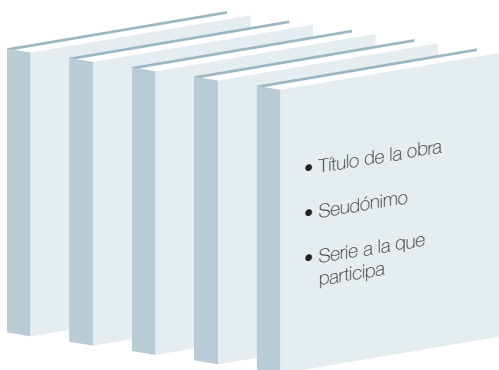 • Título de la obra
• Seudónimo
• Serie a la que
participa